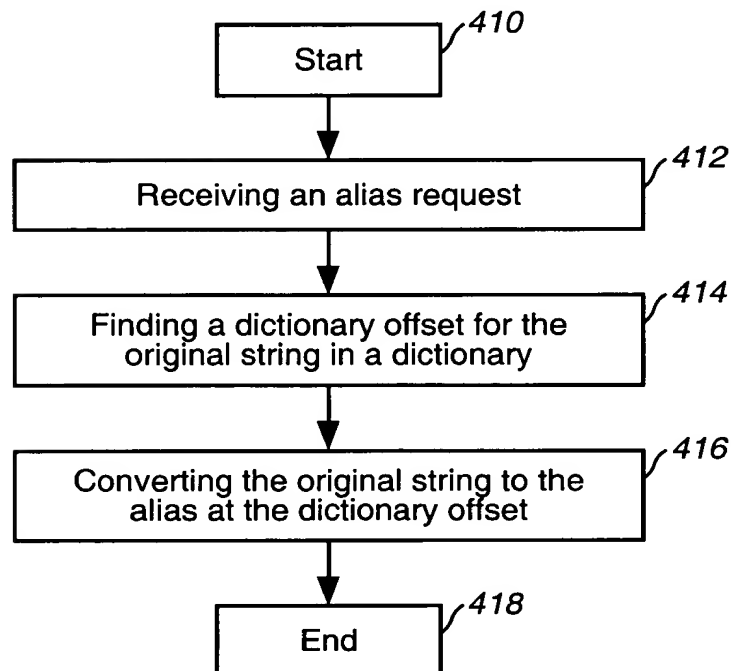 410
Start
412
Receiving an alias request
414
Finding a dictionary offset for the
original string in a dictionary
416
Converting the original string to the
alias at the dictionary offset
418
End